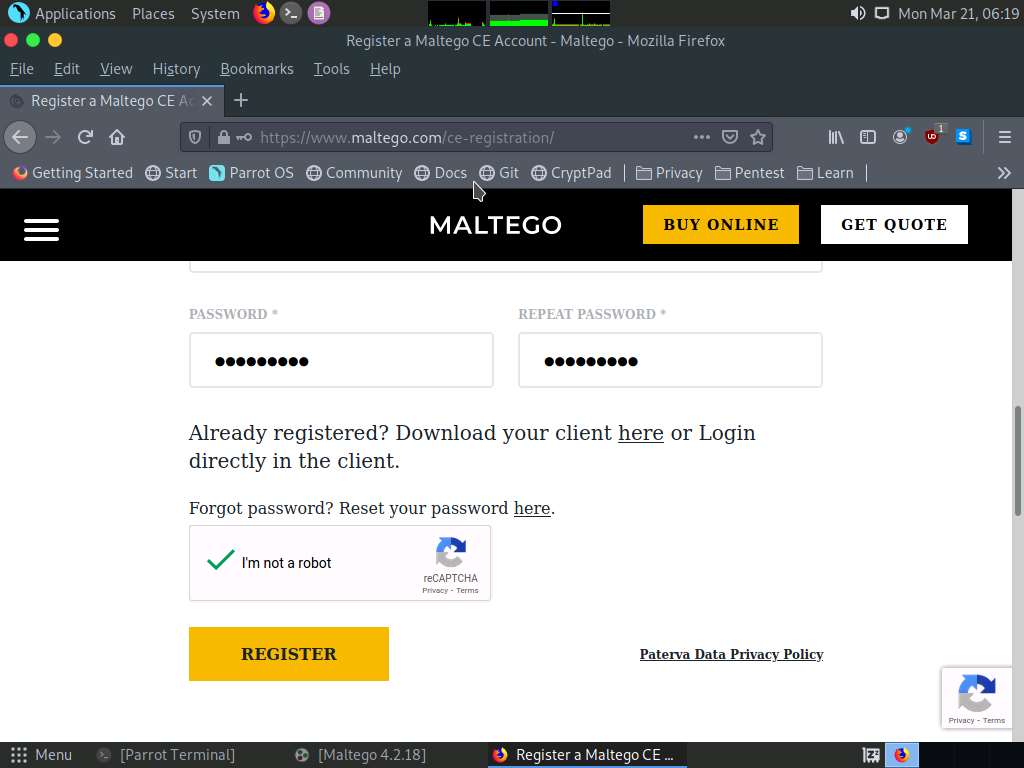 Applications Places System Mon Mar 21, 06:19
Register a Maltego CE Account - Maltego - Mozilla Firefox
File Edit View History Bookmarks Tools Help
Register a Maltego CE Ac
https://www.maltego.com/ce-registration/ 1 S
Getting Started Start Parrot OS Community Docs Git CryptPad Privacy Pentest Learn
MALTEGO BUY ONLINE GET QUOTE
PASSWORD * REPEAT PASSWORD *
Already registered? Download your client here or Login
directly in the client.
Forgot password? Reset your password here.
I'm not a robot
reCAPTCHA
Privacy - Terms
REGISTER Paterva Data Privacy Policy
Privacy - Terms
Menu [Parrot Terminal] [Maltego 4.2.18] Register a Maltego CE ...